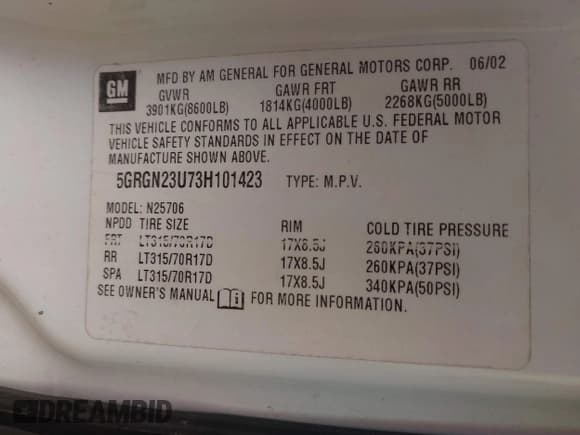 GM
MFD BY AM GENERAL FOR GENERAL MOTORS CORP. 06/02
GVWR GAWR FRT GAWR RR
3901KG(8600LB) 1814KG(4000LB) 2268KG(5000LB)
THIS VEHICLE CONFORMS TO ALL APPLICABLE U.S. FEDERAL MOTOR
VEHICLE SAFETY STANDARDS IN EFFECT ON THE DATE OF
MANUFACTURE SHOWN ABOVE.
5GRGN23U73H101423 TYPE: M.P.V.
MODEL: N25706
NPDD TIRE SIZE RIM COLD TIRE PRESSURE
FRT LT315/70R17D 17X8.5J 260KPA(37PSI)
RR LT315/70R17D 17X8.5J 260KPA(37PSI)
SPA LT315/70R17D 17X8.5J 340KPA(50PSI)
SEE OWNER'S MANUAL i FOR MORE INFORMATION.
DREAMBID